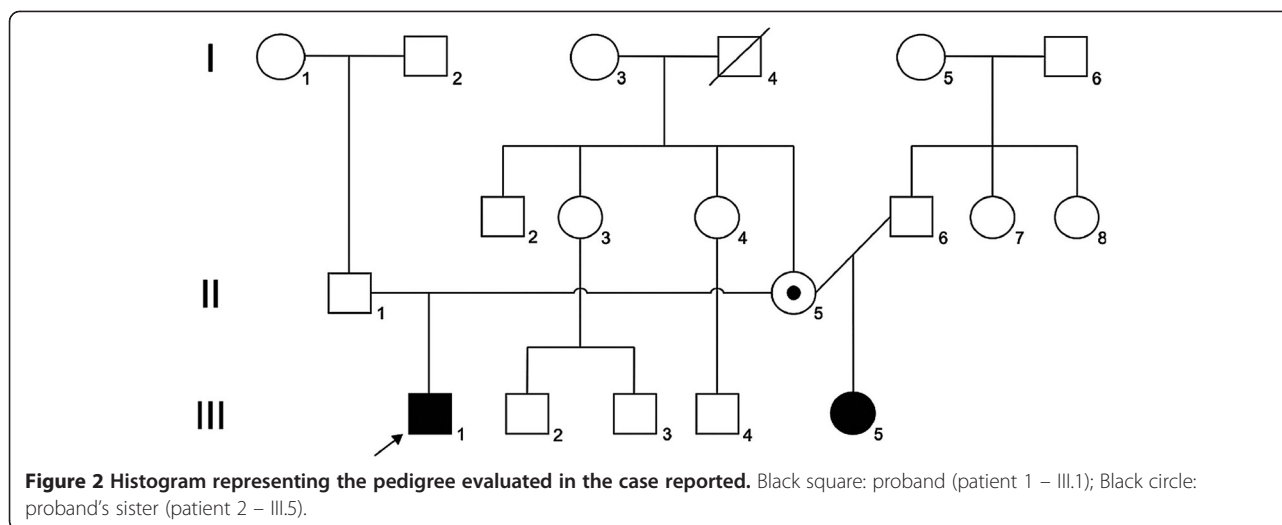 I 1 2 3 4 5 6
2 3 4 6 7 8
II 1 5
III 1 2 3 4 5
Figure 2 Histogram representing the pedigree evaluated in the case reported. Black square: proband (patient 1 – III.1); Black circle:
proband's sister (patient 2 – III.5).